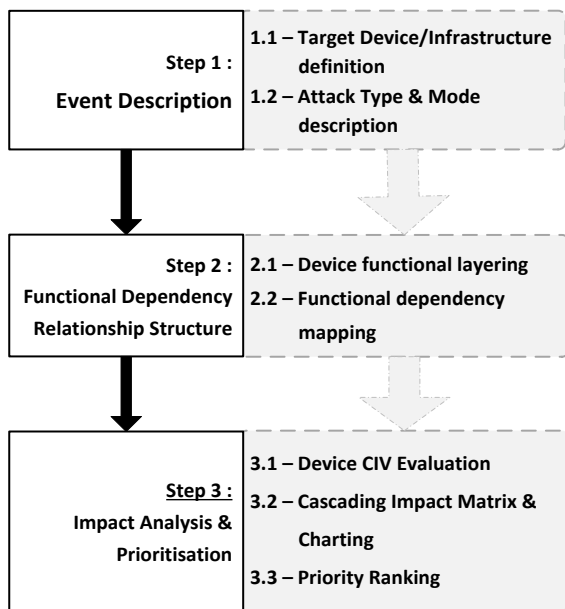 Step 1 :
Event Description
1.1 – Target Device/Infrastructure
definition
1.2 – Attack Type & Mode
description
Step 2 :
Functional Dependency
Relationship Structure
2.1 – Device functional layering
2.2 – Functional dependency
mapping
Step 3 :
Impact Analysis &
Prioritisation
3.1 – Device CIV Evaluation
3.2 – Cascading Impact Matrix &
Charting
3.3 – Priority Ranking